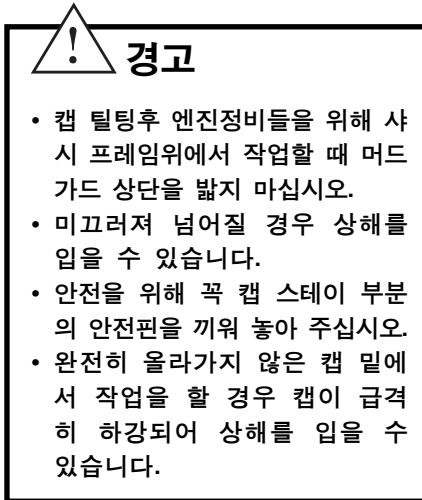 ! 경고
• 캡 틸팅후 엔진정비들을 위해 샤
시 프레임위에서 작업할 때 머드
가드 상단을 밟지 마십시오.
• 미끄러져 넘어질 경우 상해를
입을 수 있습니다.
• 안전을 위해 꼭 캡 스테이 부분
의 안전핀을 끼워 놓아 주십시오.
• 완전히 올라가지 않은 캡 밑에
서 작업을 할 경우 캡이 급격
히 하강되어 상해를 입을 수
있습니다.